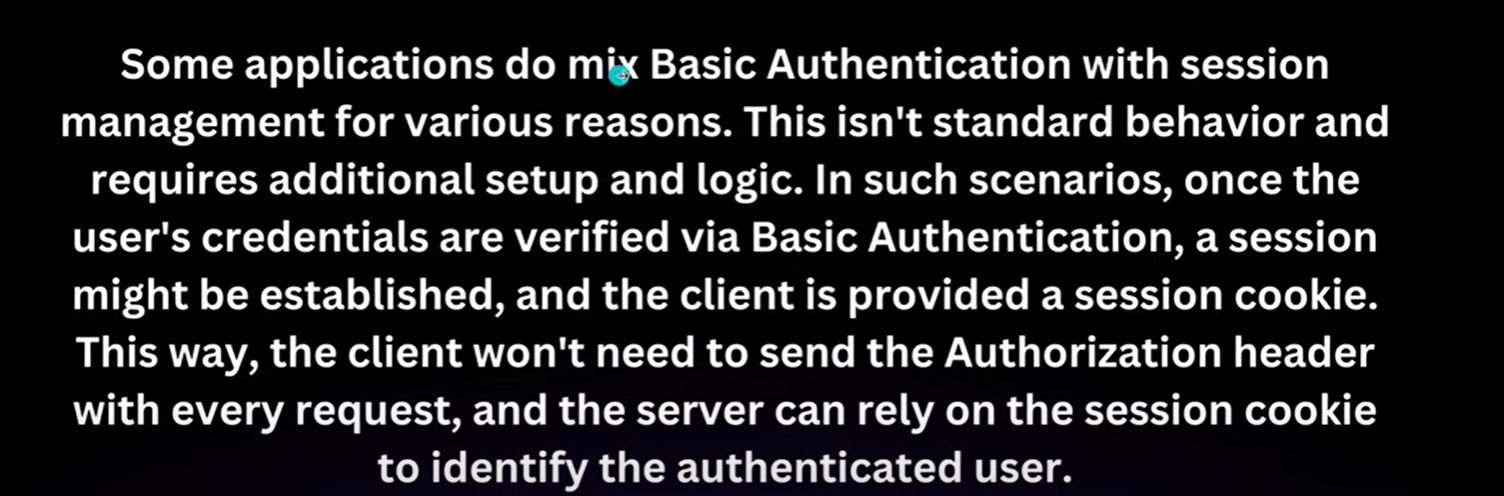 Some applications do mix Basic Authentication with session
management for various reasons. This isn't standard behavior and
requires additional setup and logic. In such scenarios, once the
user's credentials are verified via Basic Authentication, a session
might be established, and the client is provided a session cookie.
This way, the client won't need to send the Authorization header
with every request, and the server can rely on the session cookie
to identify the authenticated user.